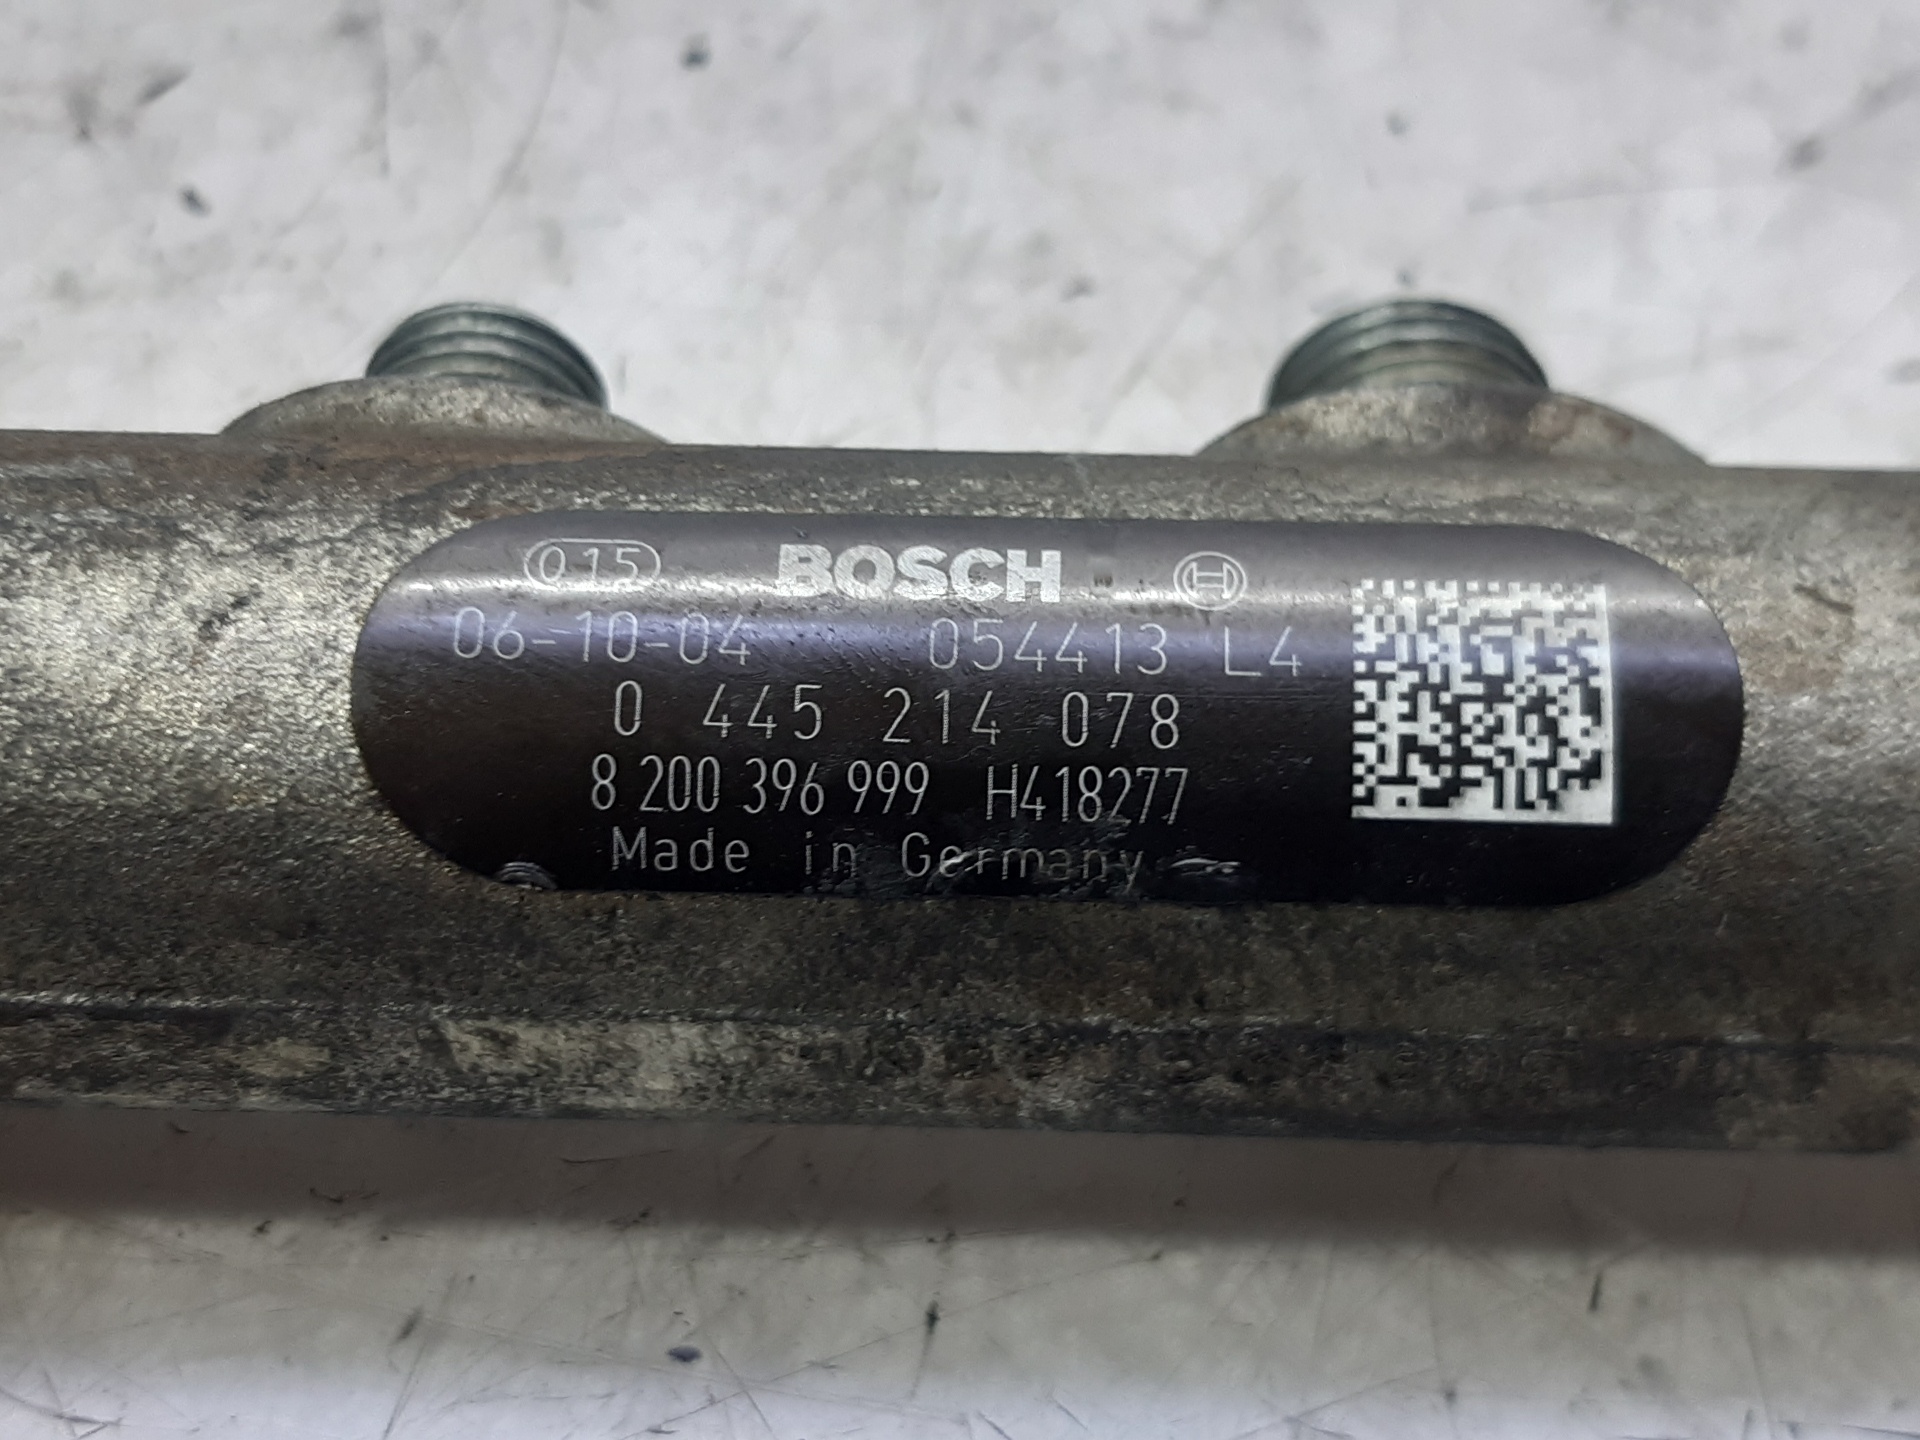 015 BOSCH
06-10-04 054413 L4
0 445 214 078
8 200 396 999 H418277
Made in Germany